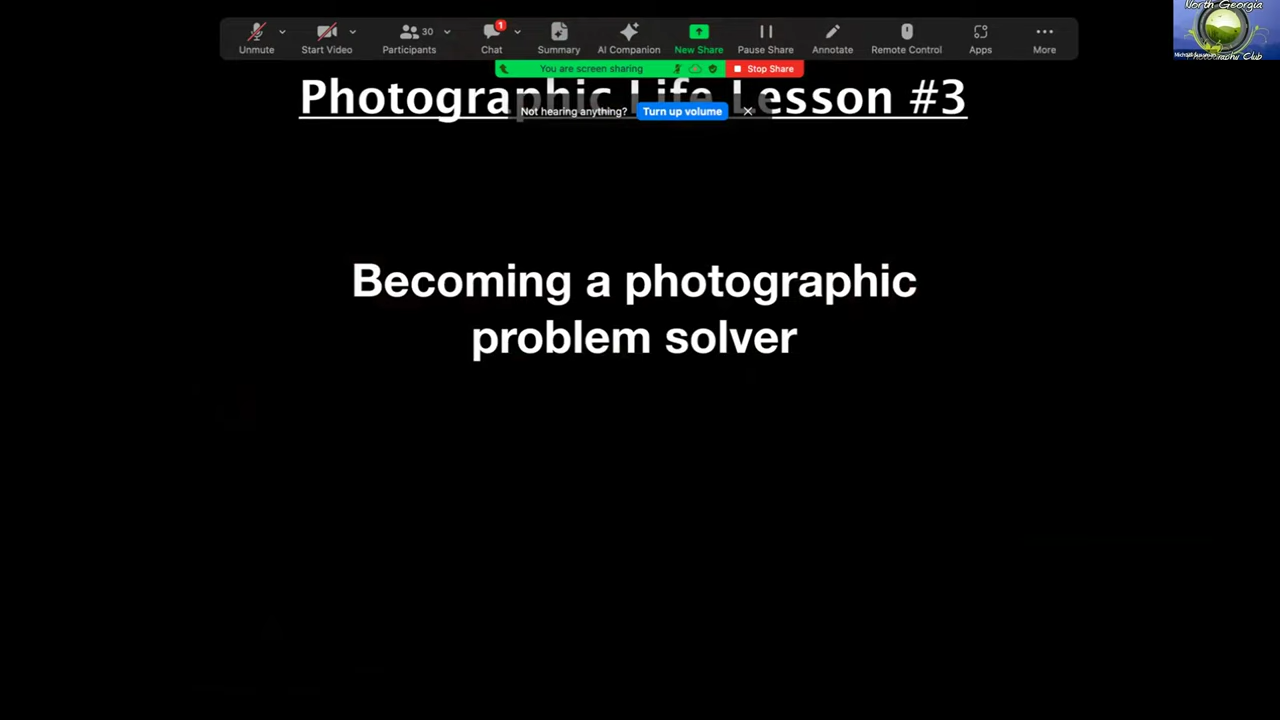 North Georgia
Photography Club
Unmute
Start Video
30
Participants
1
Chat
Summary
AI Companion
New Share
Pause Share
Annotate
Remote Control
Apps
More
You are screen sharing
Stop Share
Photographic Life Lesson #3
Not hearing anything?
Turn up volume
Becoming a photographic
problem solver